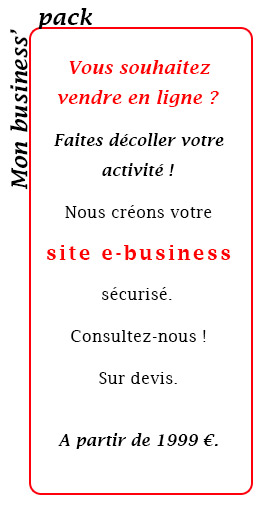 Mon business'
pack
Vous souhaitez
vendre en ligne ?
Faites décoller votre
activité !
Nous créons votre
site e-business
sécurisé.
Consultez-nous !
Sur devis.
A partir de 1999 €.